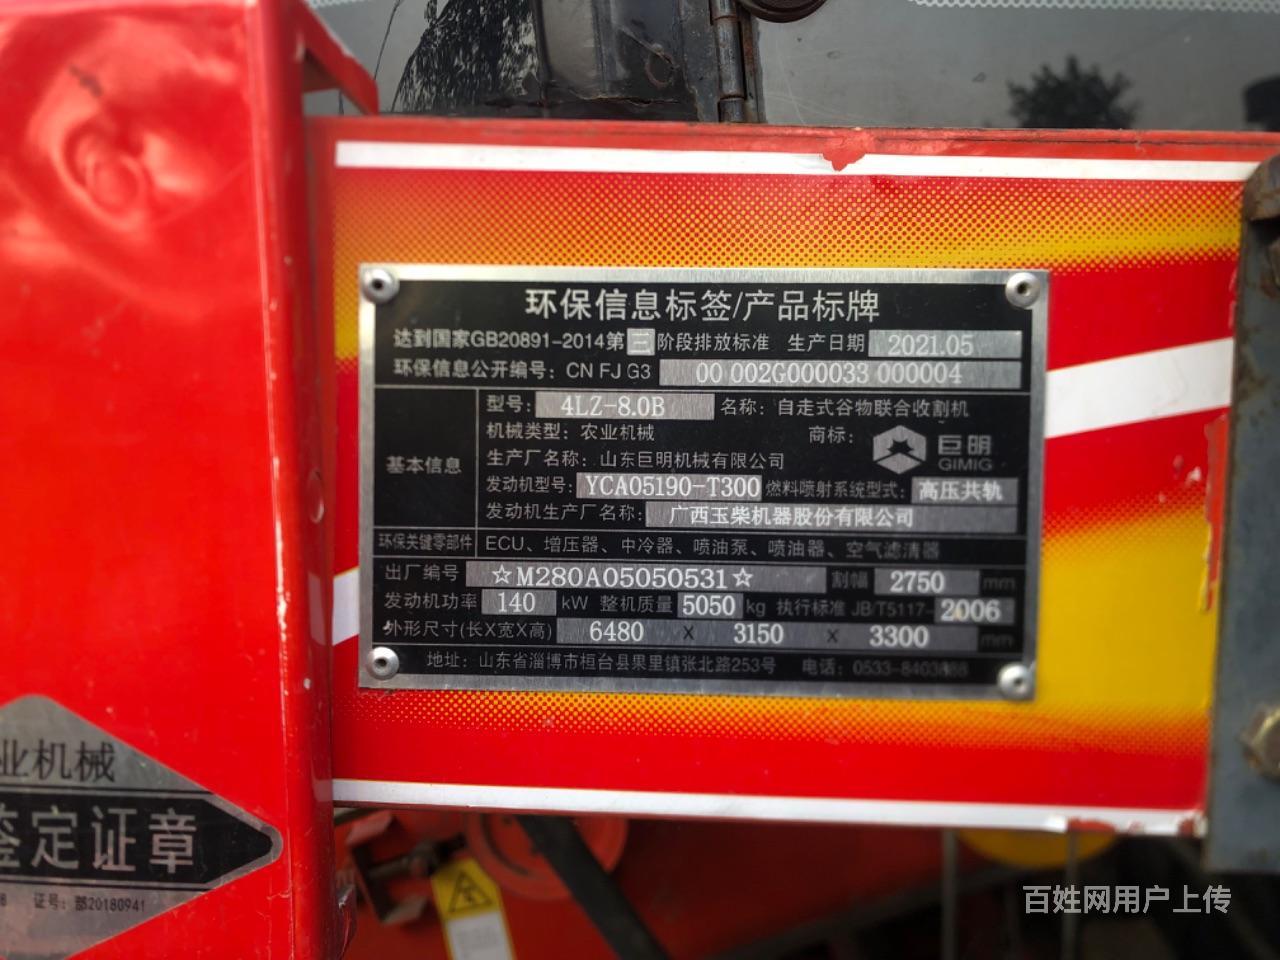 环保信息标签/产品标牌
达到国家GB20891-2014第三阶段排放标准 生产日期 2021.05
环保信息公开编号: CN FJ G3 00 002G000033 000004
基本信息
型号: 4LZ-8.0B 名称: 自走式谷物联合收割机
机械类型: 农业机械 商标: 巨明 GIMIG
生产厂名称: 山东巨明机械有限公司
发动机型号: YCA05190-T300 燃料喷射系统型式: 高压共轨
发动机生产厂名称: 广西玉柴机器股份有限公司
环保关键零部件 ECU、增压器、中冷器、喷油泵、喷油器、空气滤清器
出厂编号 ☆M280A05050531☆ 割幅 2750 mm
发动机功率 140 kW 整机质量 5050 kg 执行标准 JB/T5117-2006
外形尺寸(长X宽X高) 6480 X 3150 X 3300 mm
地址: 山东省淄博市桓台县果里镇张北路253号 电话: 0533-8403888
业机械
鉴定证章
证号: 部20180941
百姓网用户上传